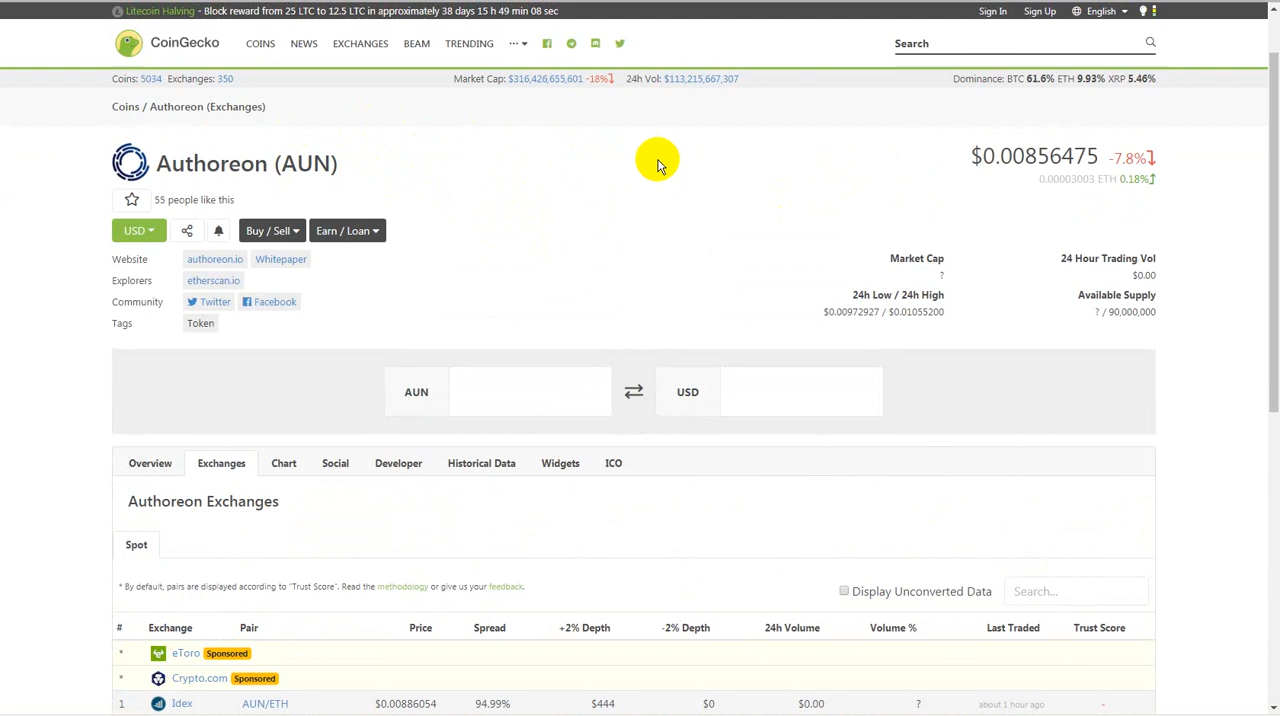 Litecoin Halving - Block reward from 25 LTC to 12.5 LTC in approximately 38 days 15 h 49 min 08 sec Sign In Sign Up English
CoinGecko COINS NEWS EXCHANGES BEAM TRENDING Search
Coins: 5034 Exchanges: 350 Market Cap: $316,426,655,601 -18% 24h Vol: $113,215,667,307 Dominance: BTC 61.6% ETH 9.93% XRP 5.46%
Coins / Authoreon (Exchanges)
Authoreon (AUN) $0.00856475 -7.8%
0.00003003 ETH 0.18%
55 people like this
USD Buy / Sell Earn / Loan
Website authoreon.io Whitepaper Market Cap 24 Hour Trading Vol
? $0.00
Explorers etherscan.io
Community Twitter Facebook 24h Low / 24h High Available Supply
$0.00972927 / $0.01055200 ? / 90,000,000
Tags Token
AUN USD
Overview Exchanges Chart Social Developer Historical Data Widgets ICO
Authoreon Exchanges
Spot
* By default, pairs are displayed according to "Trust Score". Read the methodology or give us your feedback.
Display Unconverted Data Search...
# Exchange Pair Price Spread +2% Depth -2% Depth 24h Volume Volume % Last Traded Trust Score
* eToro Sponsored
* Crypto.com Sponsored
1 Idex AUN/ETH $0.00886054 94.99% $444 $0 $0.00 ? about 1 hour ago -